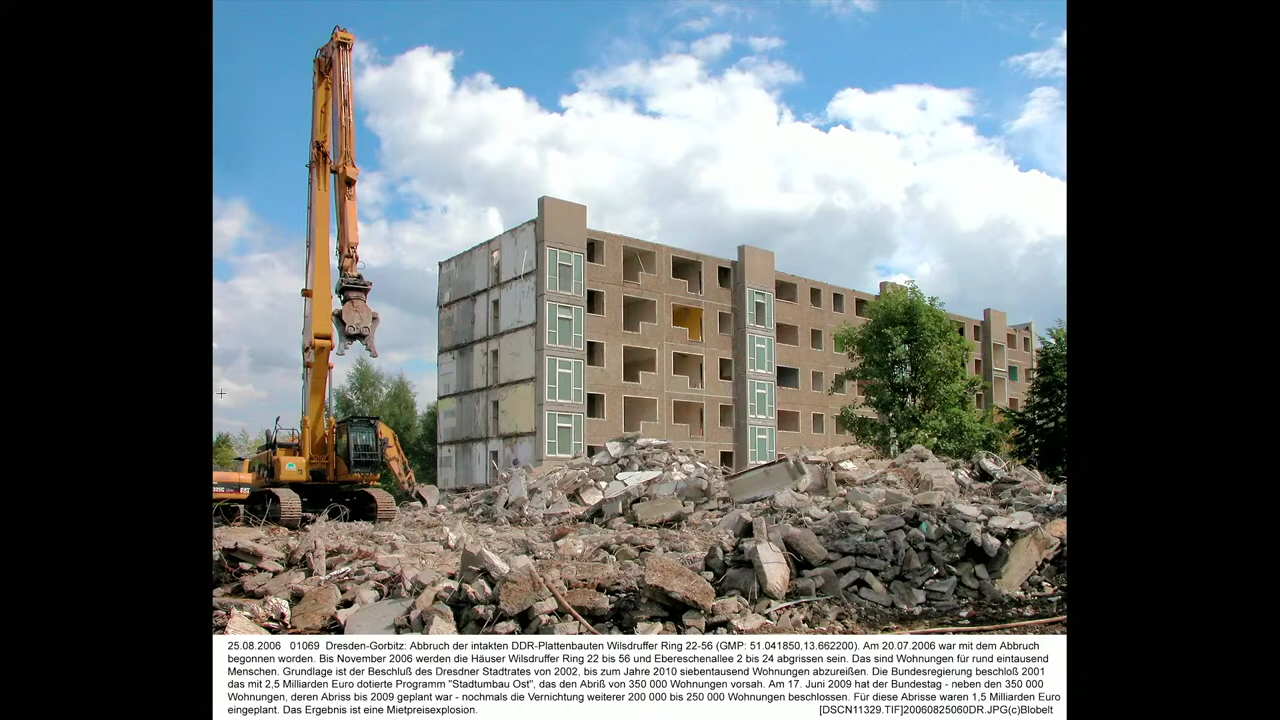 25.08.2006 01069 Dresden-Gorbitz: Abbruch der intakten DDR-Plattenbauten Wilsdruffer Ring 22-56 (GMP: 51.041850,13.662200). Am 20.07.2006 war mit dem Abbruch
begonnen worden. Bis November 2006 werden die Häuser Wilsdruffer Ring 22 bis 56 und Ebereschenallee 2 bis 24 abgrissen sein. Das sind Wohnungen für rund eintausend
Menschen. Grundlage ist der Beschluß des Dresdner Stadtrates von 2002, bis zum Jahre 2010 siebentausend Wohnungen abzureißen. Die Bundesregierung beschloß 2001
das mit 2,5 Milliarden Euro dotierte Programm "Stadtumbau Ost", das den Abriß von 350 000 Wohnungen vorsah. Am 17. Juni 2009 hat der Bundestag - neben den 350 000
Wohnungen, deren Abriss bis 2009 geplant war - nochmals die Vernichtung weiterer 200 000 bis 250 000 Wohnungen beschlossen. Für diese Abrisse waren 1,5 Milliarden Euro
eingeplant. Das Ergebnis ist eine Mietpreisexplosion. [DSCN11329.TIF]20060825060DR.JPG(c)Blobelt